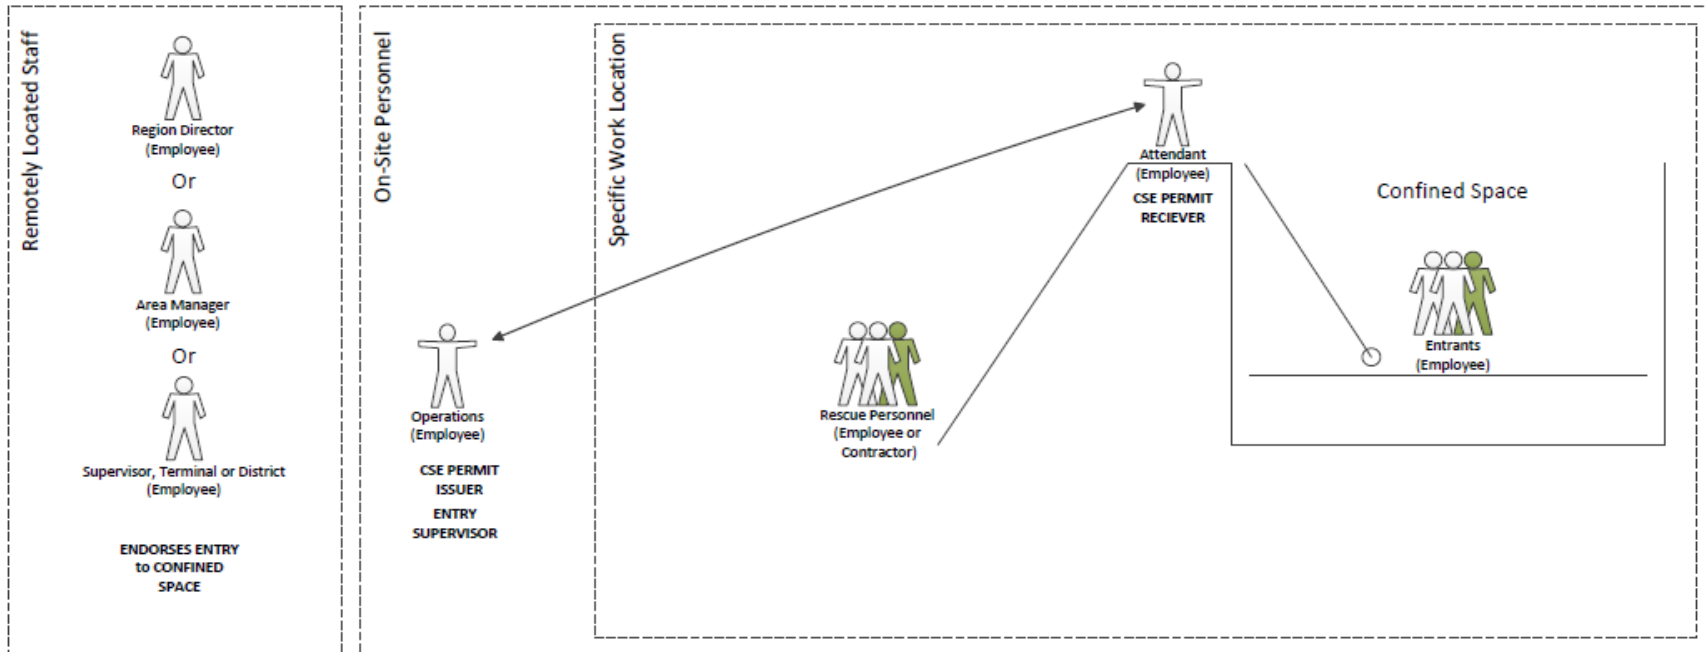 Remotely Located Staff
Region Director
(Employee)
Or
Area Manager
(Employee)
Or
Supervisor, Terminal or District
(Employee)
ENDORSES ENTRY
to CONFINED
SPACE
On-Site Personnel
Operations
(Employee)
CSE PERMIT
ISSUER
ENTRY
SUPERVISOR
Specific Work Location
Rescue Personnel
(Employee or
Contractor)
Attendant
(Employee)
CSE PERMIT
RECIEVER
Confined Space
Entrants
(Employee)